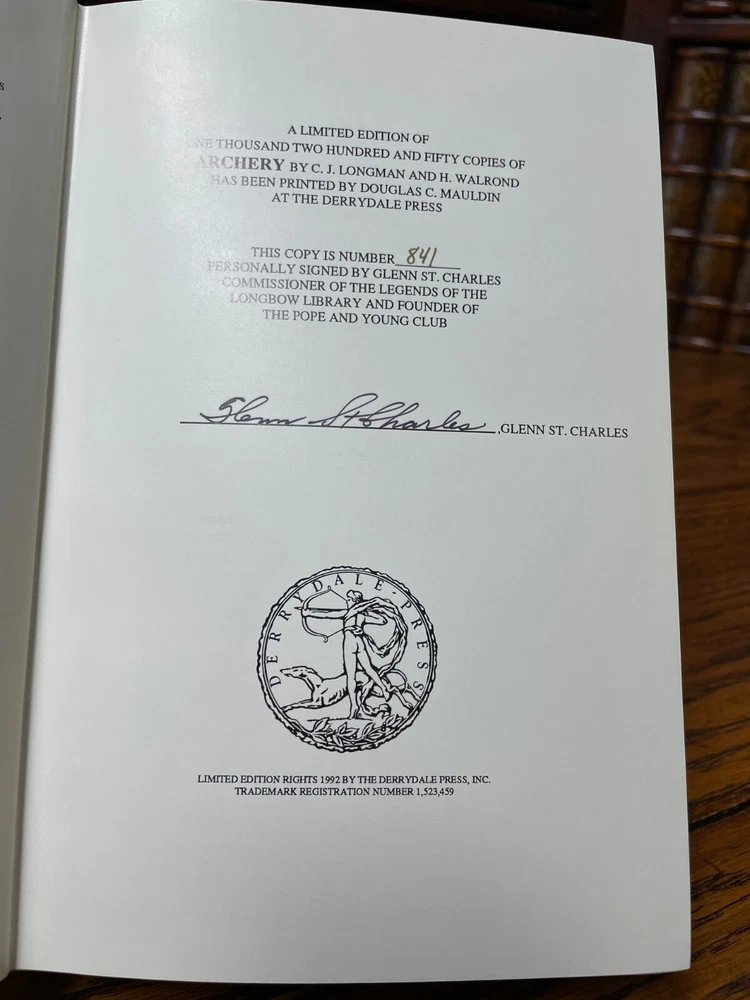 s
A LIMITED EDITION OF
ONE THOUSAND TWO HUNDRED AND FIFTY COPIES OF
ARCHERY BY C. J. LONGMAN AND H. WALROND
HAS BEEN PRINTED BY DOUGLAS C. MAULDIN
AT THE DERRYDALE PRESS
THIS COPY IS NUMBER 841
PERSONALLY SIGNED BY GLENN ST. CHARLES
COMMISSIONER OF THE LEGENDS OF THE
LONGBOW LIBRARY AND FOUNDER OF
THE POPE AND YOUNG CLUB
Glenn St Charles ,GLENN ST. CHARLES
DERRYDALE · PRESS
LIMITED EDITION RIGHTS 1992 BY THE DERRYDALE PRESS, INC.
TRADEMARK REGISTRATION NUMBER 1,523,459